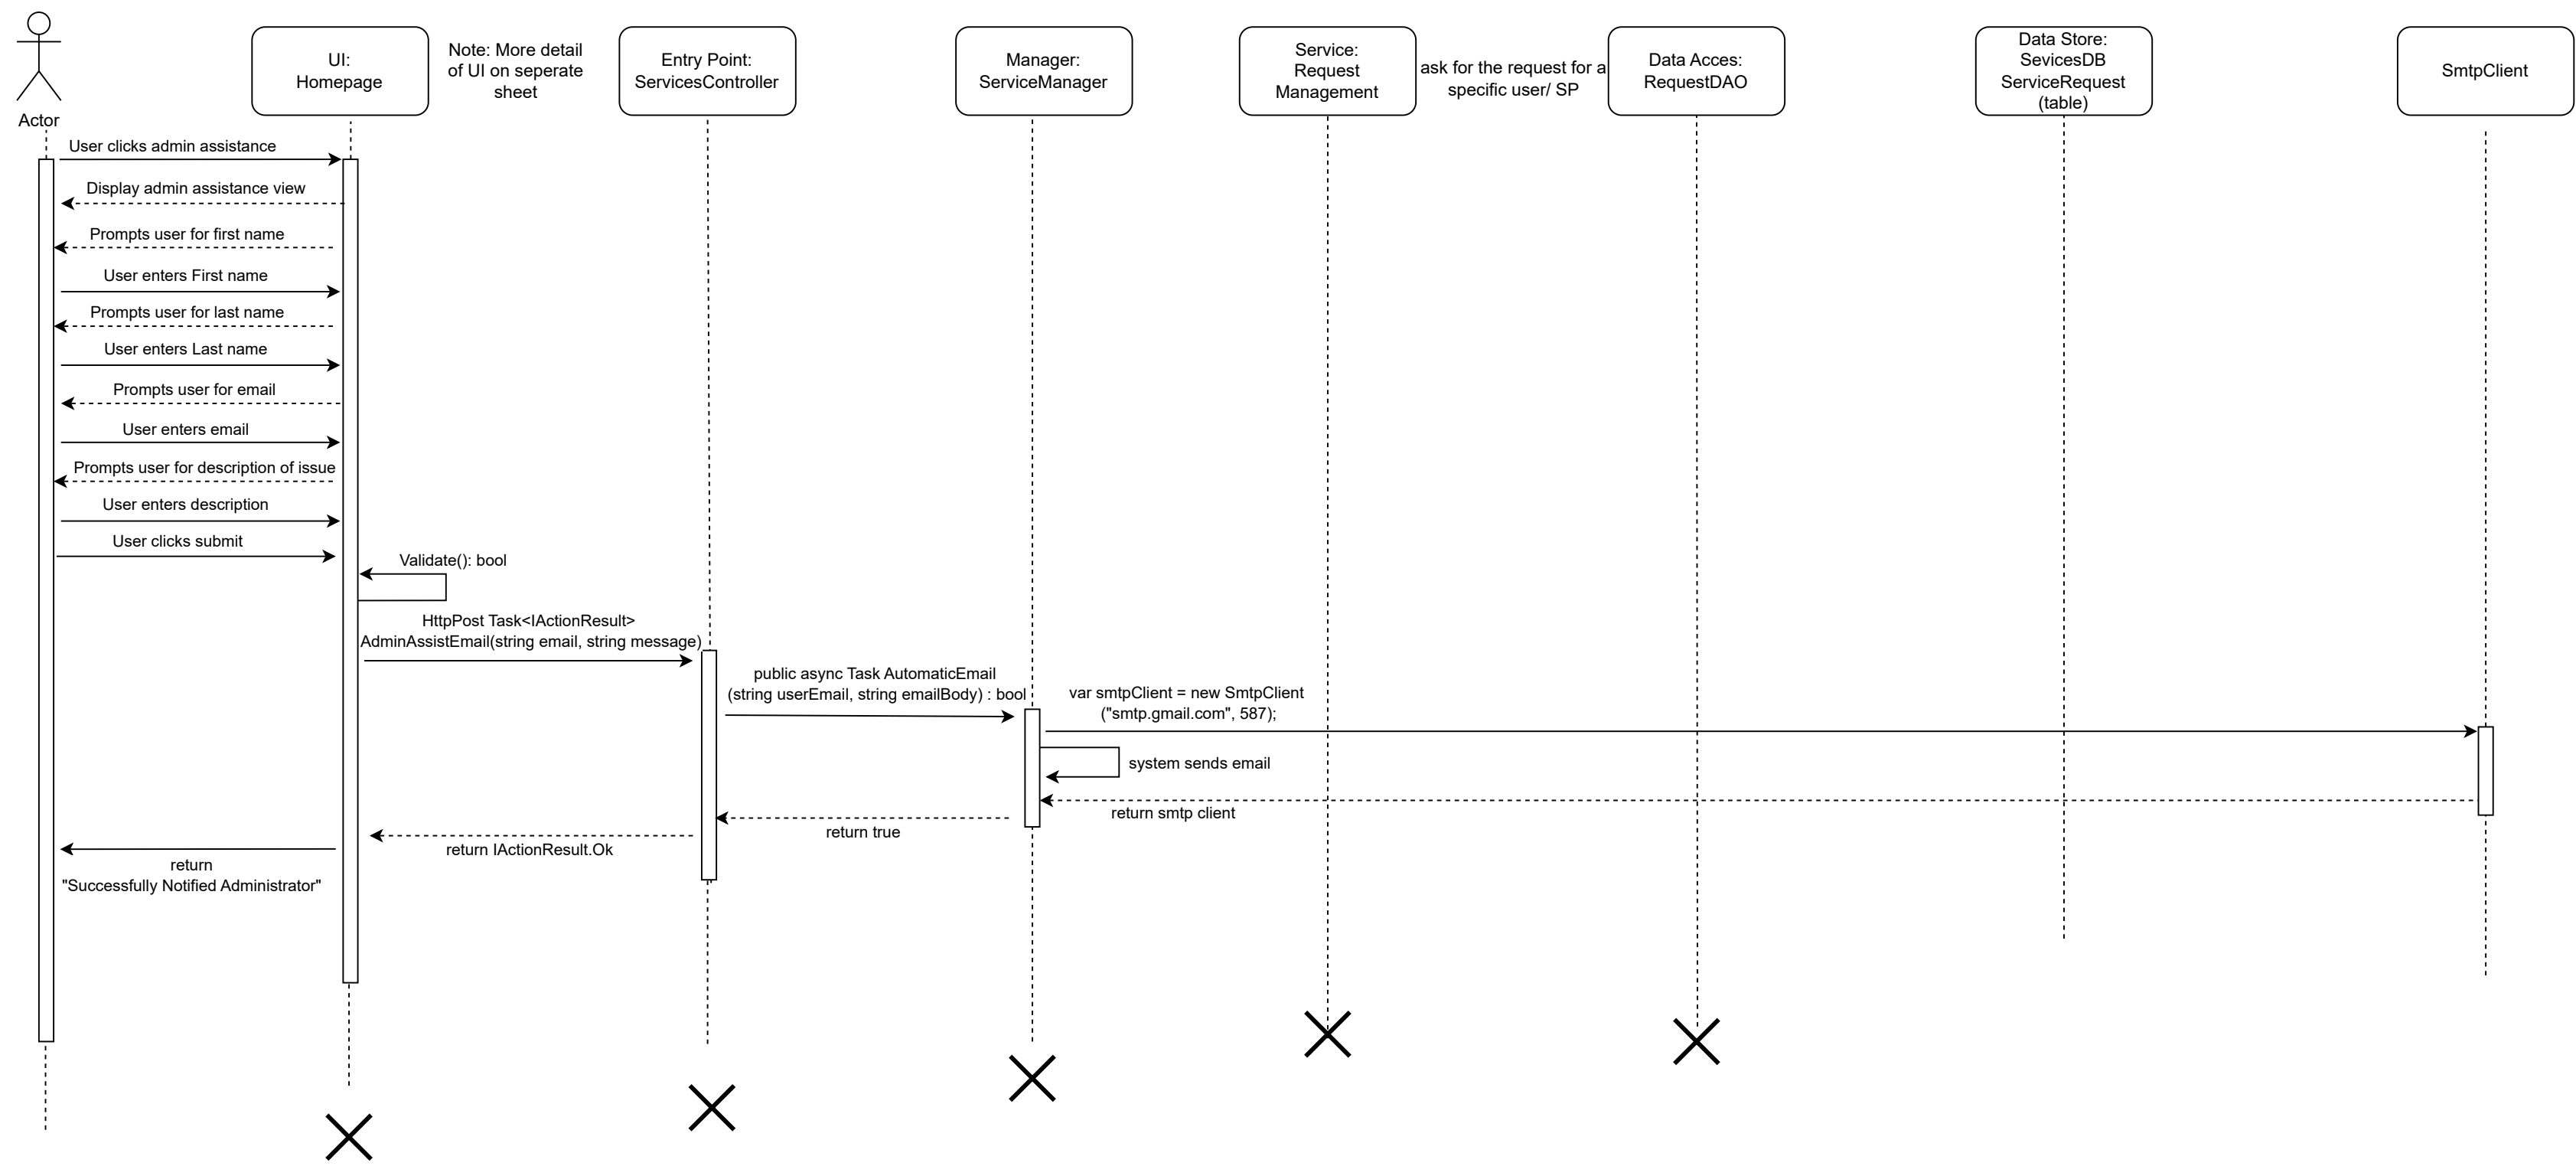 Actor
UI:
Homepage
Note: More detail
of UI on seperate
sheet
Entry Point:
ServicesController
Manager:
ServiceManager
Service:
Request
Management
ask for the request for a
specific user/ SP
Data Acces:
RequestDAO
Data Store:
SevicesDB
ServiceRequest
(table)
SmtpClient
User clicks admin assistance
Display admin assistance view
Prompts user for first name
User enters First name
Prompts user for last name
User enters Last name
Prompts user for email
User enters email
Prompts user for description of issue
User enters description
User clicks submit
Validate(): bool
HttpPost Task<IActionResult>
AdminAssistEmail(string email, string message)
public async Task AutomaticEmail
(string userEmail, string emailBody) : bool
var smtpClient = new SmtpClient
("smtp.gmail.com", 587);
system sends email
return smtp client
return true
return IActionResult.Ok
return
"Successfully Notified Administrator"